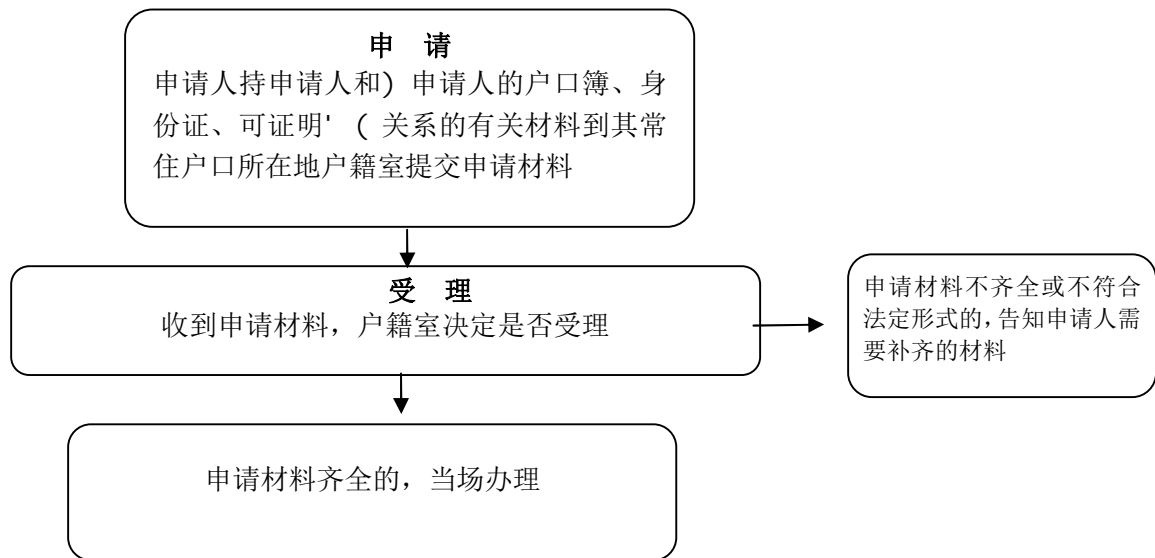 申 请
申请人持申请人和) 申请人的户口簿、身
份证、可证明' ( 关系的有关材料到其常
住户口所在地户籍室提交申请材料
受 理
收到申请材料，户籍室决定是否受理
申请材料不齐全或不符合
法定形式的，告知申请人需
要补齐的材料
申请材料齐全的，当场办理